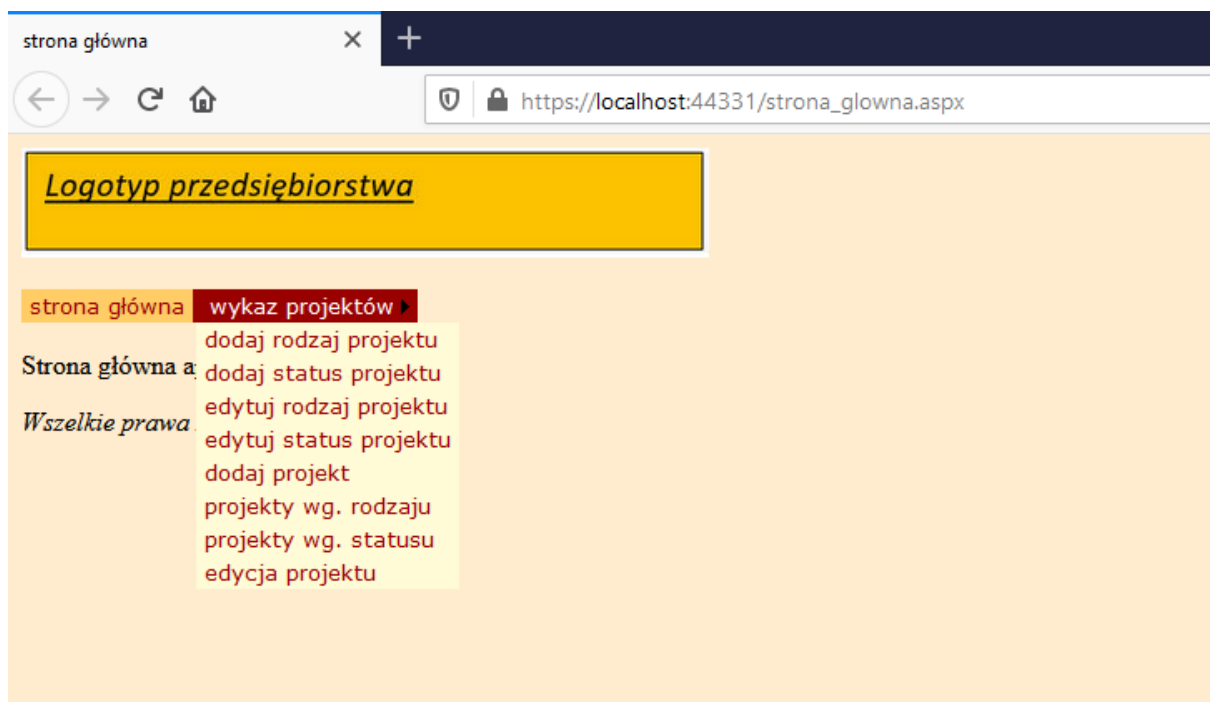 strona główna
https://localhost:44331/strona_glowna.aspx
Logotyp przedsiębiorstwa
strona główna wykaz projektów
dodaj rodzaj projektu
Strona główna
dodaj status projektu
edytuj rodzaj projektu
Wszelkie prawa
edytuj status projektu
dodaj projekt
projekty wg. rodzaju
projekty wg. statusu
edycja projektu